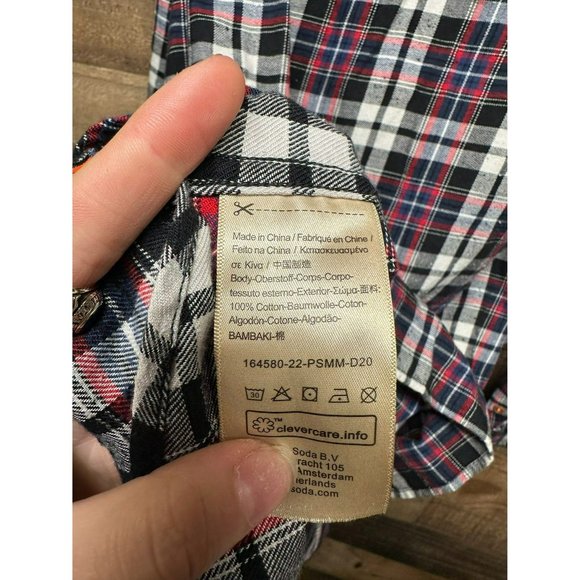 Made in China / Fabriqué en Chine /
Feito na China / Κατασκευασμένο
σε Κίνα / 中国制造
Body-Oberstoff-Corps-Corpo-
tessuto esterno-Exterior-Σώμα-面料:
100% Cotton-Baumwolle-Coton-
Algodón-Cotone-Algodão-
BAMBAKI-棉
164580-22-PSMM-D20
30
™ clevercare.info
Soda B.V
racht 105
Amsterdam
erlands
soda.com